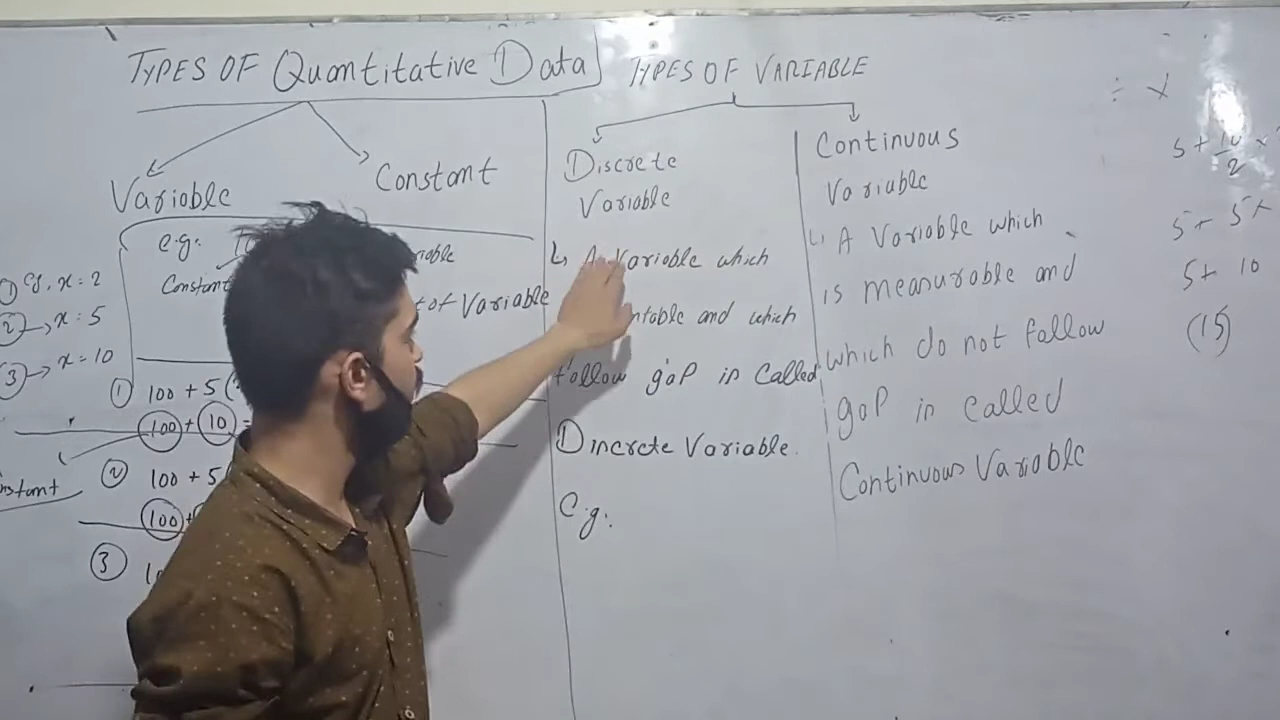 TYPES OF Quantitative Data
Variable
Constant
e.g:
Constant
of Variable
① If, x = 2
② → x = 5
③ → x = 10
① 100 + 5(
100 + 10 =
② 100 + 5(
100 +
③
TYPES OF VARIABLE
Discrete
Variable
↳ A Variable which
ntable and which
follow gap is Called
Discrete Variable.
e.g:
Continuous
Variable
↳ A Variable which
is measurable and
which do not follow
gap is called
Continuous Variable
÷ ×
5 + 10/2 ×
5 + 5×
5 + 10
(15)